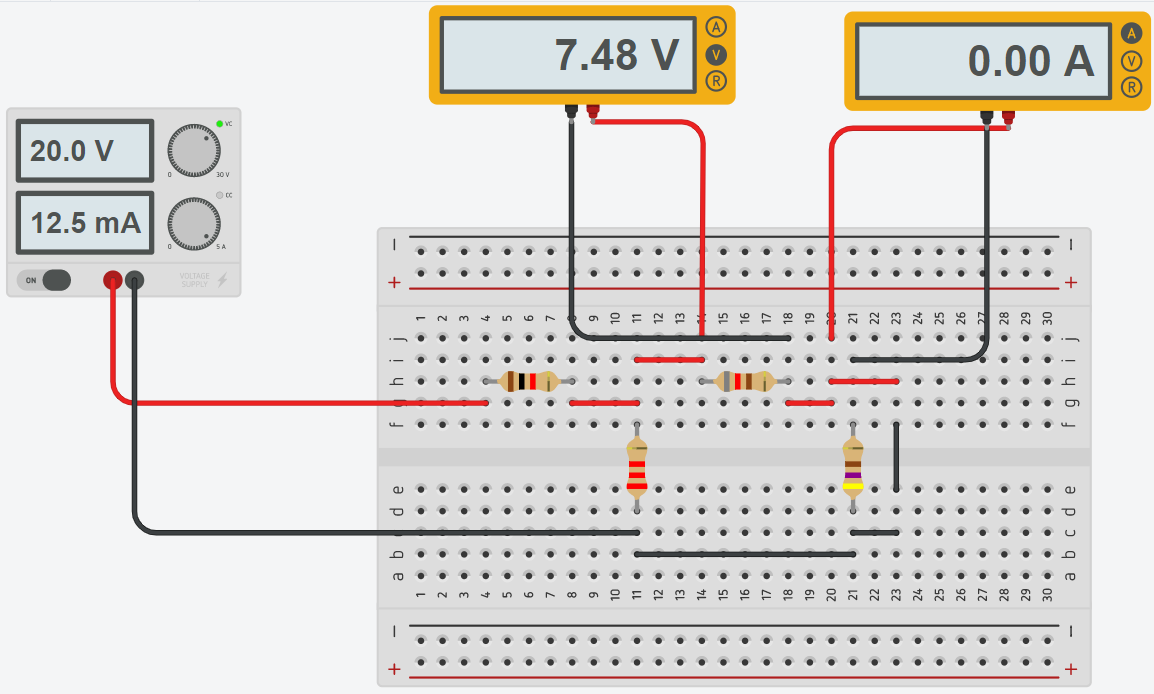 7.48 V
A
V
R
0.00 A
A
V
R
20.0 V
VC
0
30 V
12.5 mA
CC
0
5 A
ON
VOLTAGE
SUPPLY
− −
+ +
1 2 3 4 5 6 7 8 9 10 11 12 13 14 15 16 17 18 19 20 21 22 23 24 25 26 27 28 29 30
j j
i i
h h
g g
f f
e e
d d
c c
b b
a a
1 2 3 4 5 6 7 8 9 10 11 12 13 14 15 16 17 18 19 20 21 22 23 24 25 26 27 28 29 30
− −
+ +